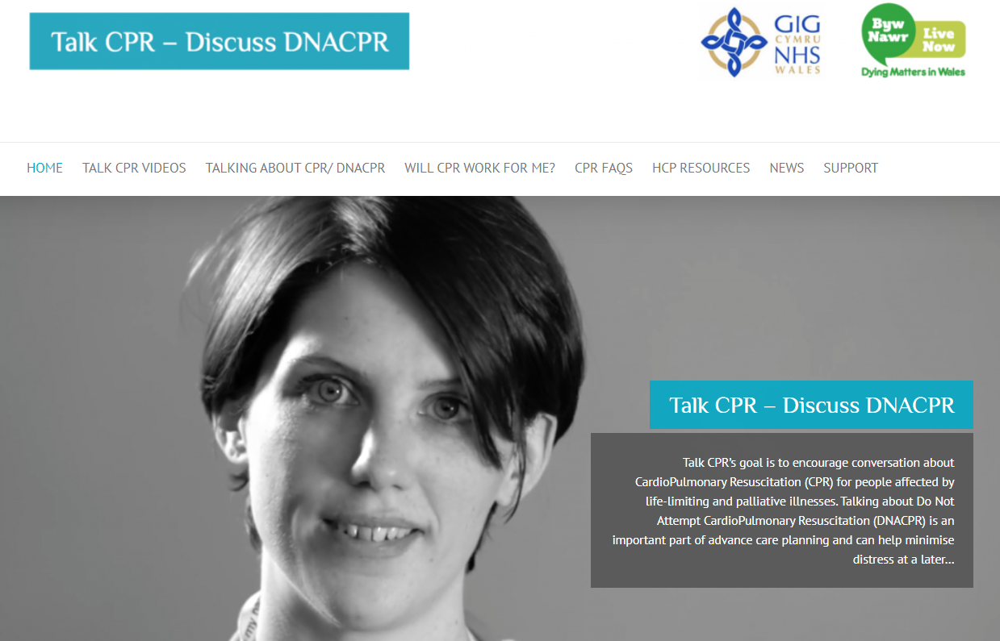 Talk CPR – Discuss DNACPR
GIG
CYMRU
NHS
WALES
Byw
Nawr
Live
Now
Dying Matters in Wales
HOME TALK CPR VIDEOS TALKING ABOUT CPR/ DNACPR WILL CPR WORK FOR ME? CPR FAQS HCP RESOURCES NEWS SUPPORT
Talk CPR – Discuss DNACPR
Talk CPR’s goal is to encourage conversation about
CardioPulmonary Resuscitation (CPR) for people affected by
life-limiting and palliative illnesses. Talking about Do Not
Attempt CardioPulmonary Resuscitation (DNACPR) is an
important part of advance care planning and can help minimise
distress at a later...
my